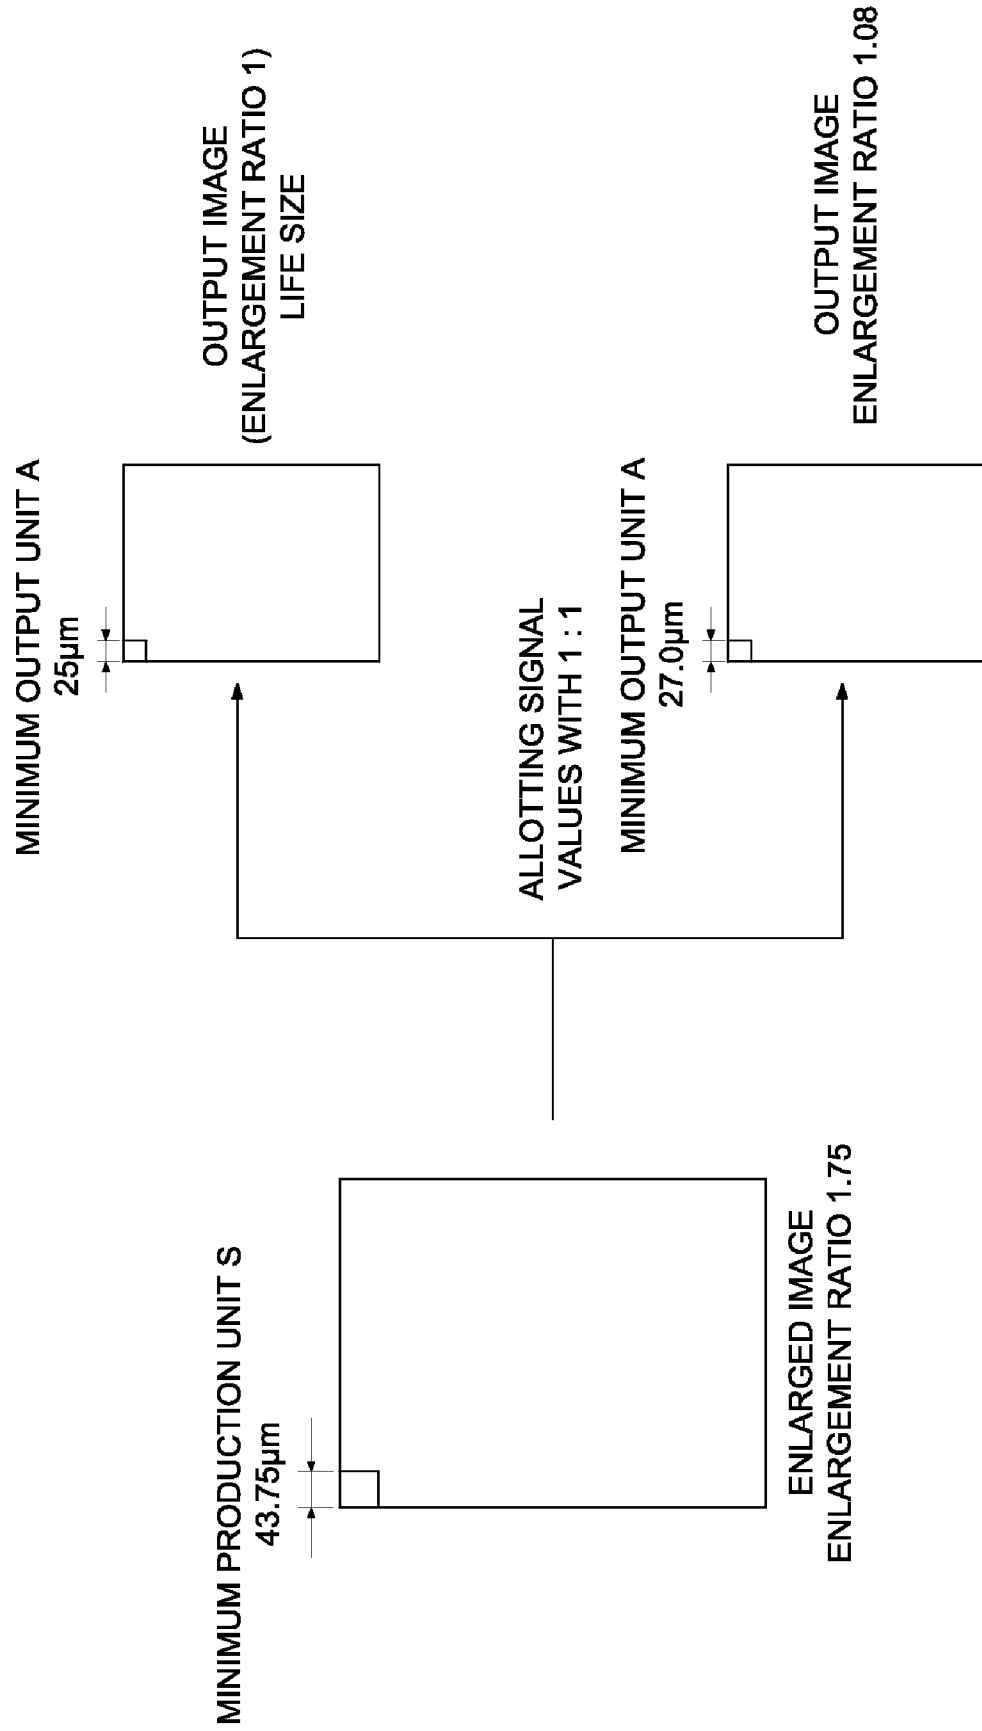 MINIMUM PRODUCTION UNIT S
43.75µm
ENLARGED IMAGE
ENLARGEMENT RATIO 1.75
ALLOTTING SIGNAL
VALUES WITH 1 : 1
MINIMUM OUTPUT UNIT A
25µm
OUTPUT IMAGE
(ENLARGEMENT RATIO 1)
LIFE SIZE
MINIMUM OUTPUT UNIT A
27.0µm
OUTPUT IMAGE
ENLARGEMENT RATIO 1.08